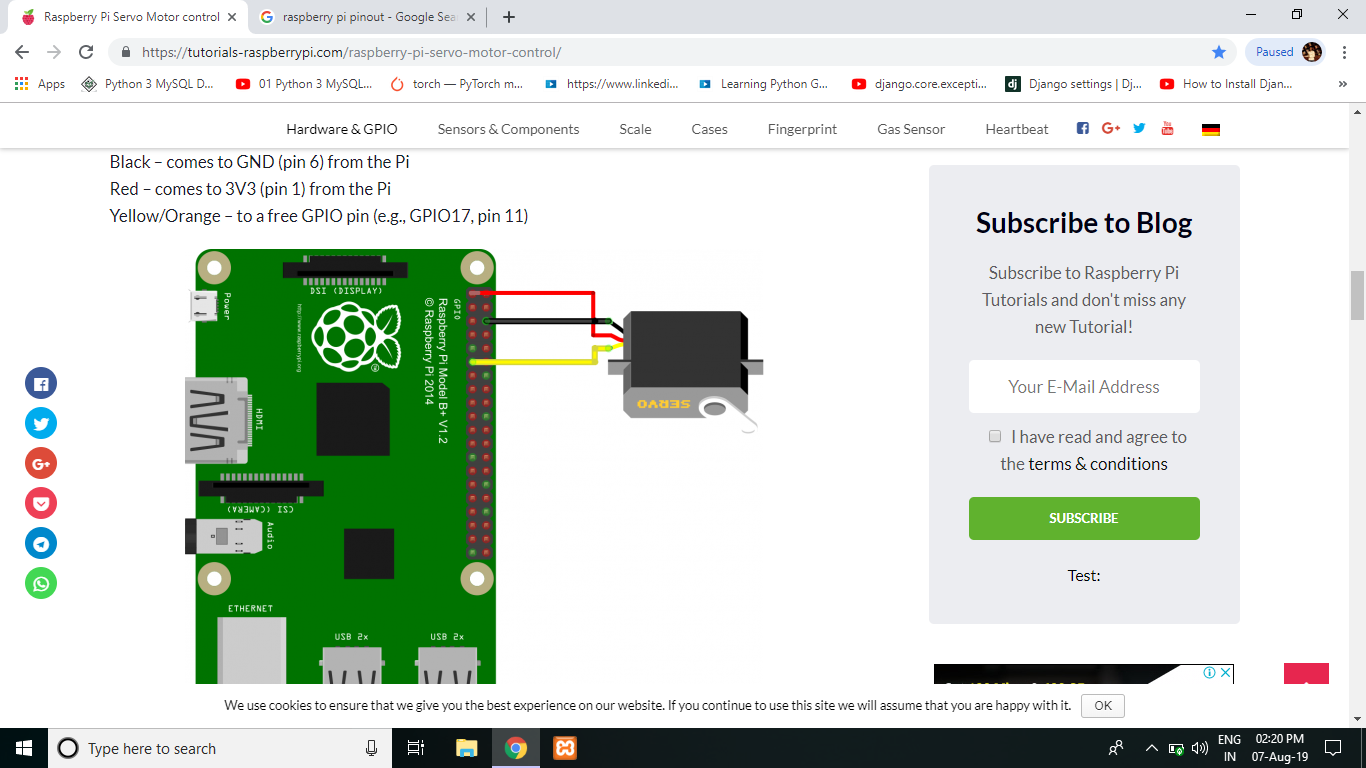 Raspberry Pi Servo Motor control
raspberry pi pinout - Google Sea
https://tutorials-raspberrypi.com/raspberry-pi-servo-motor-control/
Paused
Apps
Python 3 MySQL D...
01 Python 3 MySQL...
torch — PyTorch m...
https://www.linkedi...
Learning Python G...
dj
django.core.excepti...
Django settings | Dj...
How to Install Djan...
Hardware & GPIO
Sensors & Components
Scale
Cases
Fingerprint
Gas Sensor
Heartbeat
You
Tube
Black – comes to GND (pin 6) from the Pi
Red – comes to 3V3 (pin 1) from the Pi
Yellow/Orange – to a free GPIO pin (e.g., GPIO17, pin 11)
DSI (DISPLAY)
Power
http://www.raspberrypi.org
Raspberry Pi Model B+ V1.2
© Raspberry Pi 2014
GPIO
HDMI
CSI (CAMERA)
Audio
ETHERNET
USB 2x
USB 2x
SERVO
Subscribe to Blog
Subscribe to Raspberry Pi
Tutorials and don't miss any
new Tutorial!
Your E-Mail Address
I have read and agree to
the terms & conditions
SUBSCRIBE
Test:
We use cookies to ensure that we give you the best experience on our website. If you continue to use this site we will assume that you are happy with it.
OK
Type here to search
ENG
IN
02:20 PM
07-Aug-19